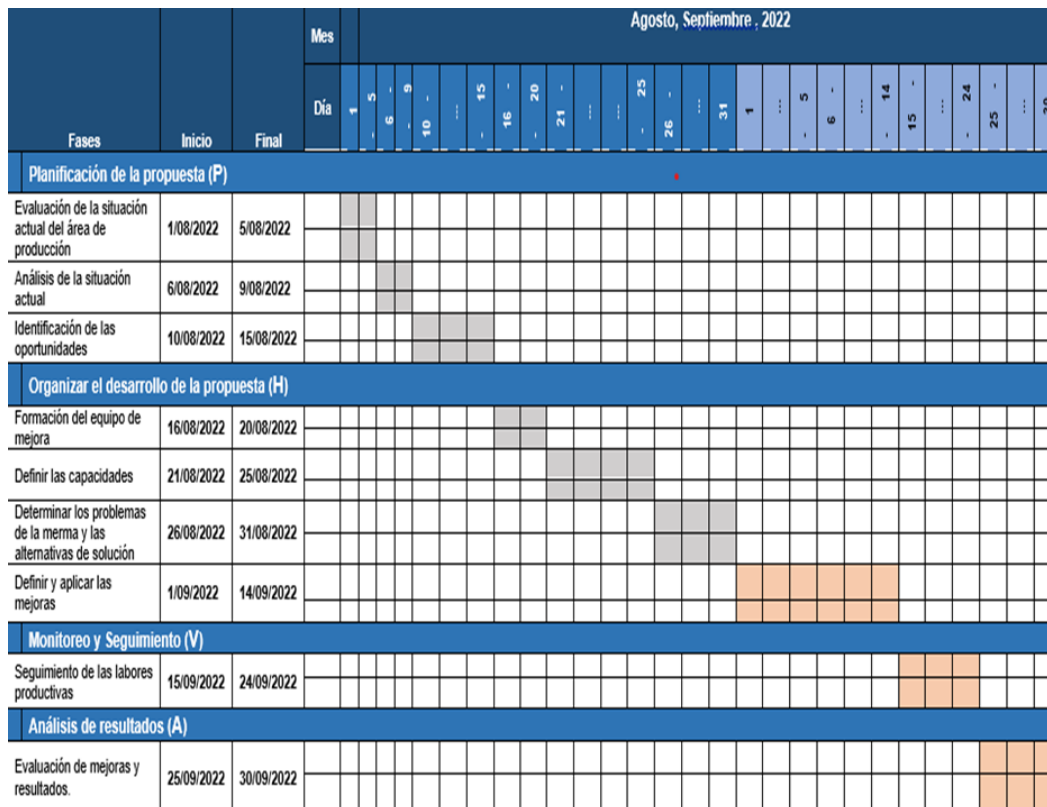 Agosto, Septiembre . 2022
Mes
Día
1
- 5
6 -
- 9
10 -
...
- 15
16 -
- 20
21 -
...
...
- 25
26 -
...
31
1
...
- 5
6 -
...
- 14
15 -
...
- 24
25 -
...
Fases Inicio Final
Planificación de la propuesta (P)
Evaluación de la situación
actual del área de
producción
1/08/2022 5/08/2022
Análisis de la situación
actual
6/08/2022 9/08/2022
Identificación de las
oportunidades
10/08/2022 15/08/2022
Organizar el desarrollo de la propuesta (H)
Formación del equipo de
mejora
16/08/2022 20/08/2022
Definir las capacidades 21/08/2022 25/08/2022
Determinar los problemas
de la merma y las
alternativas de solución
26/08/2022 31/08/2022
Definir y aplicar las
mejoras
1/09/2022 14/09/2022
Monitoreo y Seguimiento (V)
Seguimiento de las labores
productivas
15/09/2022 24/09/2022
Análisis de resultados (A)
Evaluación de mejoras y
resultados.
25/09/2022 30/09/2022